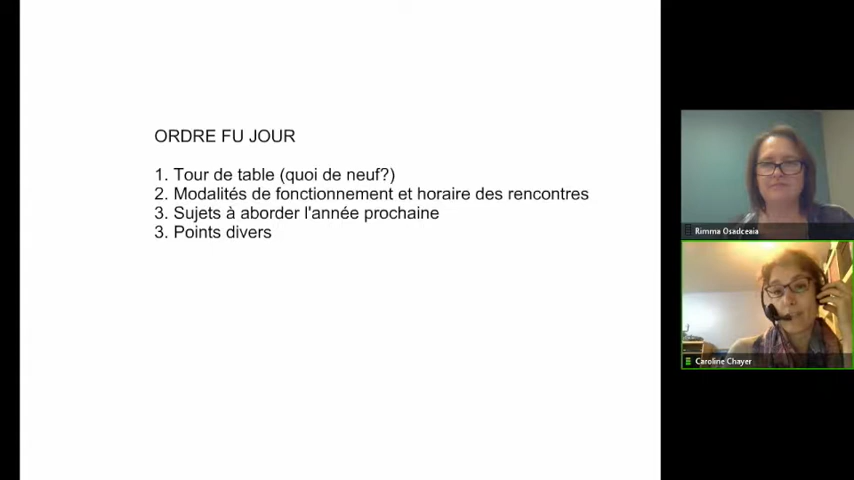 ORDRE FU JOUR
1. Tour de table (quoi de neuf?)
2. Modalités de fonctionnement et horaire des rencontres
3. Sujets à aborder l'année prochaine
3. Points divers
Rimma Osadceaia
Caroline Chayer